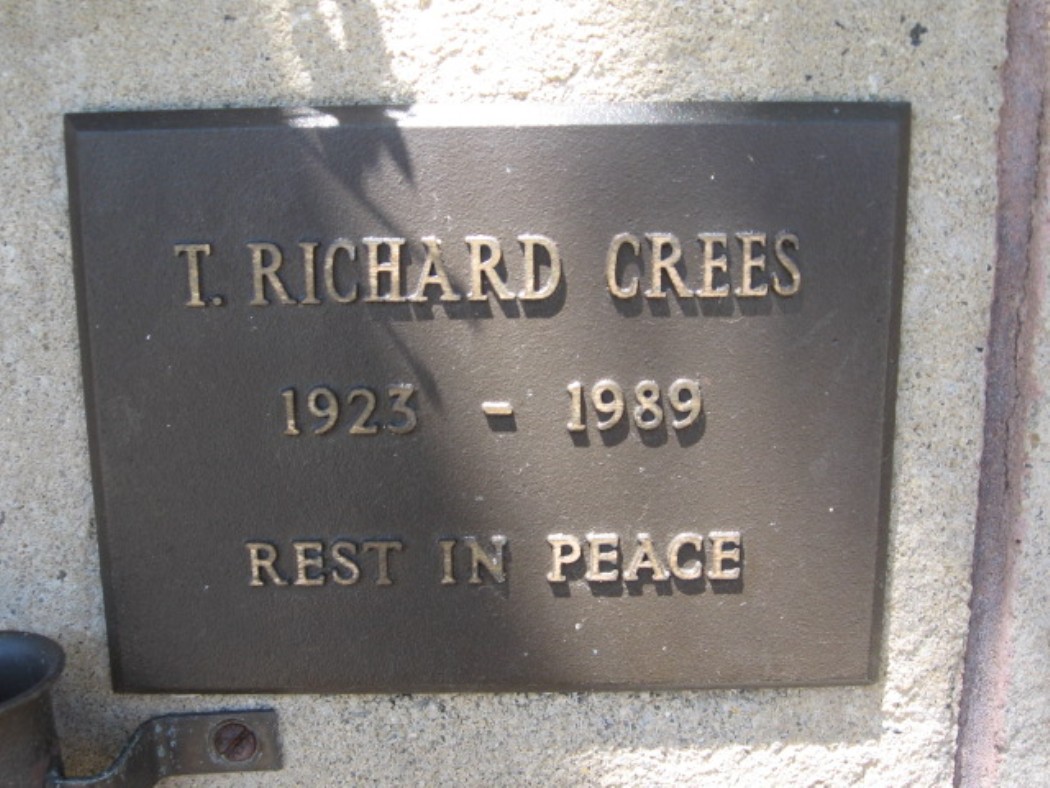 T. RICHARD CREES
1923 - 1989
REST IN PEACE